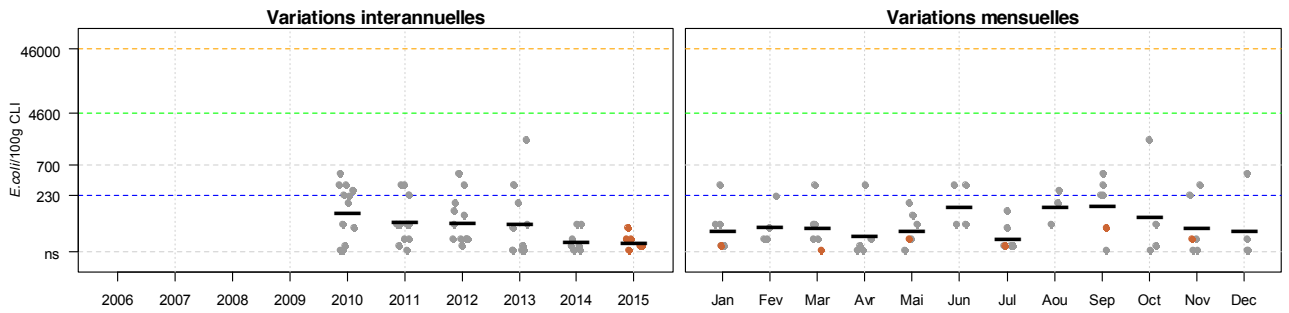 Variations interannuelles
Variations mensuelles
E.coli/100g CLI
46000
4600
700
230
ns
2006 2007 2008 2009 2010 2011 2012 2013 2014 2015
Jan Fev Mar Avr Mai Jun Jul Aou Sep Oct Nov Dec